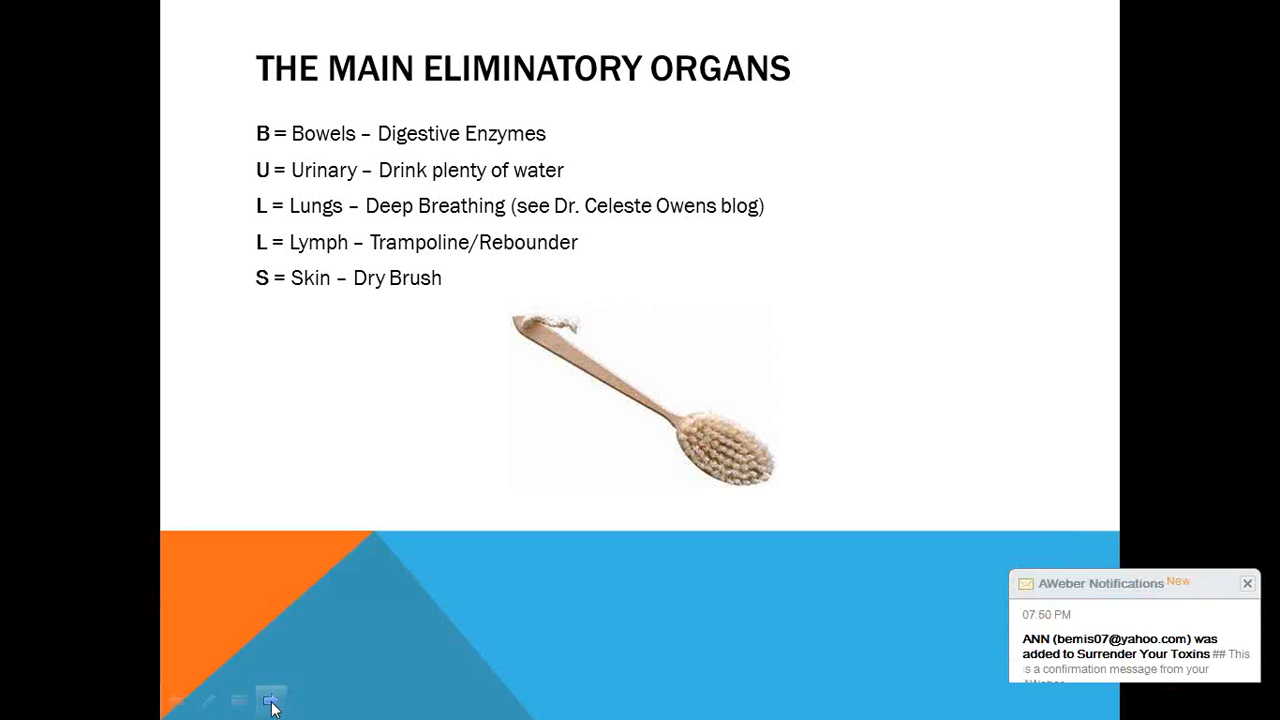 THE MAIN ELIMINATORY ORGANS
B = Bowels – Digestive Enzymes
U = Urinary – Drink plenty of water
L = Lungs – Deep Breathing (see Dr. Celeste Owens blog)
L = Lymph – Trampoline/Rebounder
S = Skin – Dry Brush
AWeber Notifications New
07:50 PM
ANN (bemis07@yahoo.com) was
added to Surrender Your Toxins ## This
is a confirmation message from your
AWeber